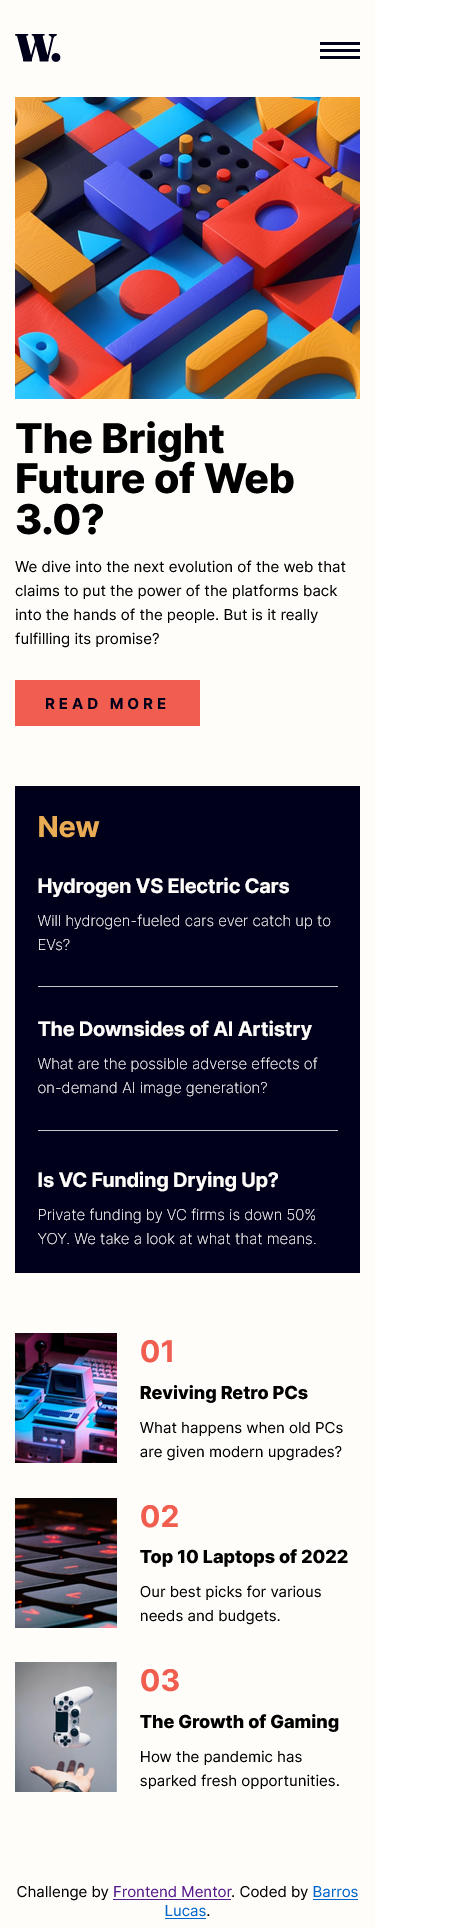 W.
The Bright
Future of Web
3.0?
We dive into the next evolution of the web that
claims to put the power of the platforms back
into the hands of the people. But is it really
fulfilling its promise?
READ MORE
New
Hydrogen VS Electric Cars
Will hydrogen-fueled cars ever catch up to
EVs?
The Downsides of AI Artistry
What are the possible adverse effects of
on-demand AI image generation?
Is VC Funding Drying Up?
Private funding by VC firms is down 50%
YOY. We take a look at what that means.
01
Reviving Retro PCs
What happens when old PCs
are given modern upgrades?
02
Top 10 Laptops of 2022
Our best picks for various
needs and budgets.
03
The Growth of Gaming
How the pandemic has
sparked fresh opportunities.
Challenge by Frontend Mentor. Coded by Barros
Lucas.